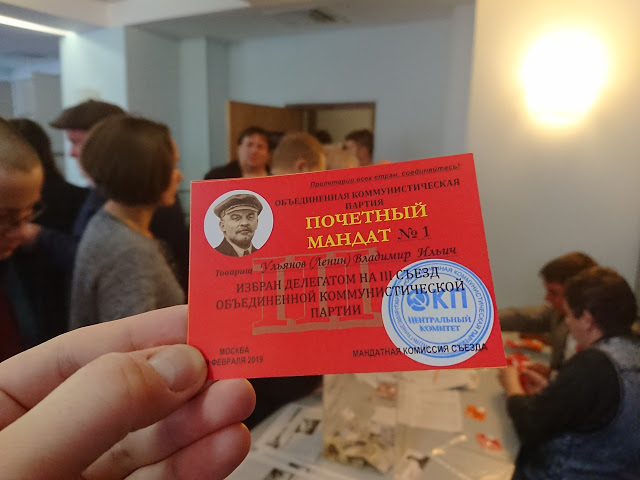 Пролетарии всех стран, соединяйтесь!
ОБЪЕДИНЕННАЯ КОММУНИСТИЧЕСКАЯ
ПАРТИЯ
ПОЧЕТНЫЙ
МАНДАТ № 1
Товарищ Ульянов (Ленин) Владимир Ильич
ИЗБРАН ДЕЛЕГАТОМ НА III СЪЕЗД
ОБЪЕДИНЕННОЙ КОММУНИСТИЧЕСКОЙ
ПАРТИИ
III
ОКП
ЦЕНТРАЛЬНЫЙ
КОМИТЕТ
МОСКВА
ФЕВРАЛЯ 2019
МАНДАТНАЯ КОМИССИЯ СЪЕЗДА